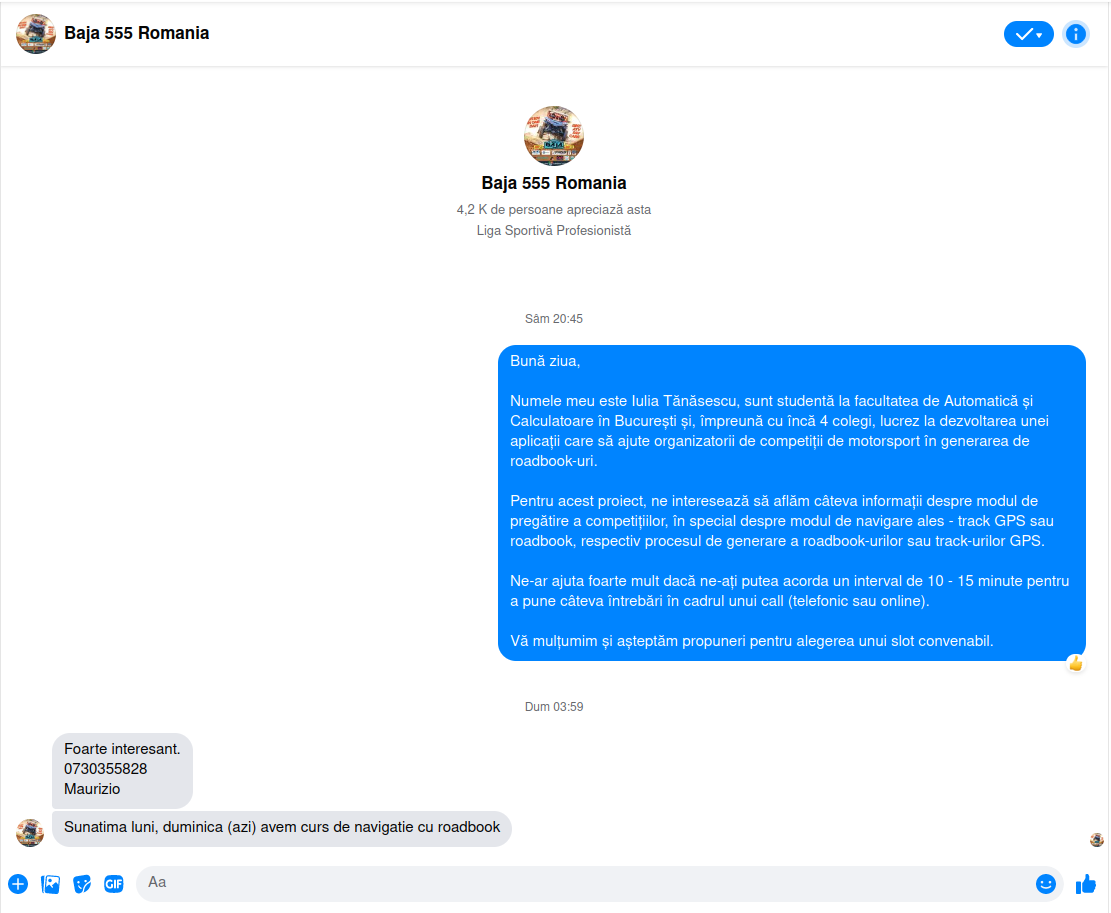 Baja 555 Romania
Baja 555 Romania
4,2 K de persoane apreciază asta
Liga Sportivă Profesionistă
Sâm 20:45
Bună ziua,
Numele meu este Iulia Tănăsescu, sunt studentă la facultatea de Automatică și
Calculatoare în București și, împreună cu încă 4 colegi, lucrez la dezvoltarea unei
aplicații care să ajute organizatorii de competiții de motorsport în generarea de
roadbook-uri.
Pentru acest proiect, ne interesează să aflăm câteva informații despre modul de
pregătire a competițiilor, în special despre modul de navigare ales - track GPS sau
roadbook, respectiv procesul de generare a roadbook-urilor sau track-urilor GPS.
Ne-ar ajuta foarte mult dacă ne-ați putea acorda un interval de 10 - 15 minute pentru
a pune câteva întrebări în cadrul unui call (telefonic sau online).
Vă mulțumim și așteptăm propuneri pentru alegerea unui slot convenabil.
Dum 03:59
Foarte interesant.
0730355828
Maurizio
Sunatima luni, duminica (azi) avem curs de navigatie cu roadbook
GIF
Aa